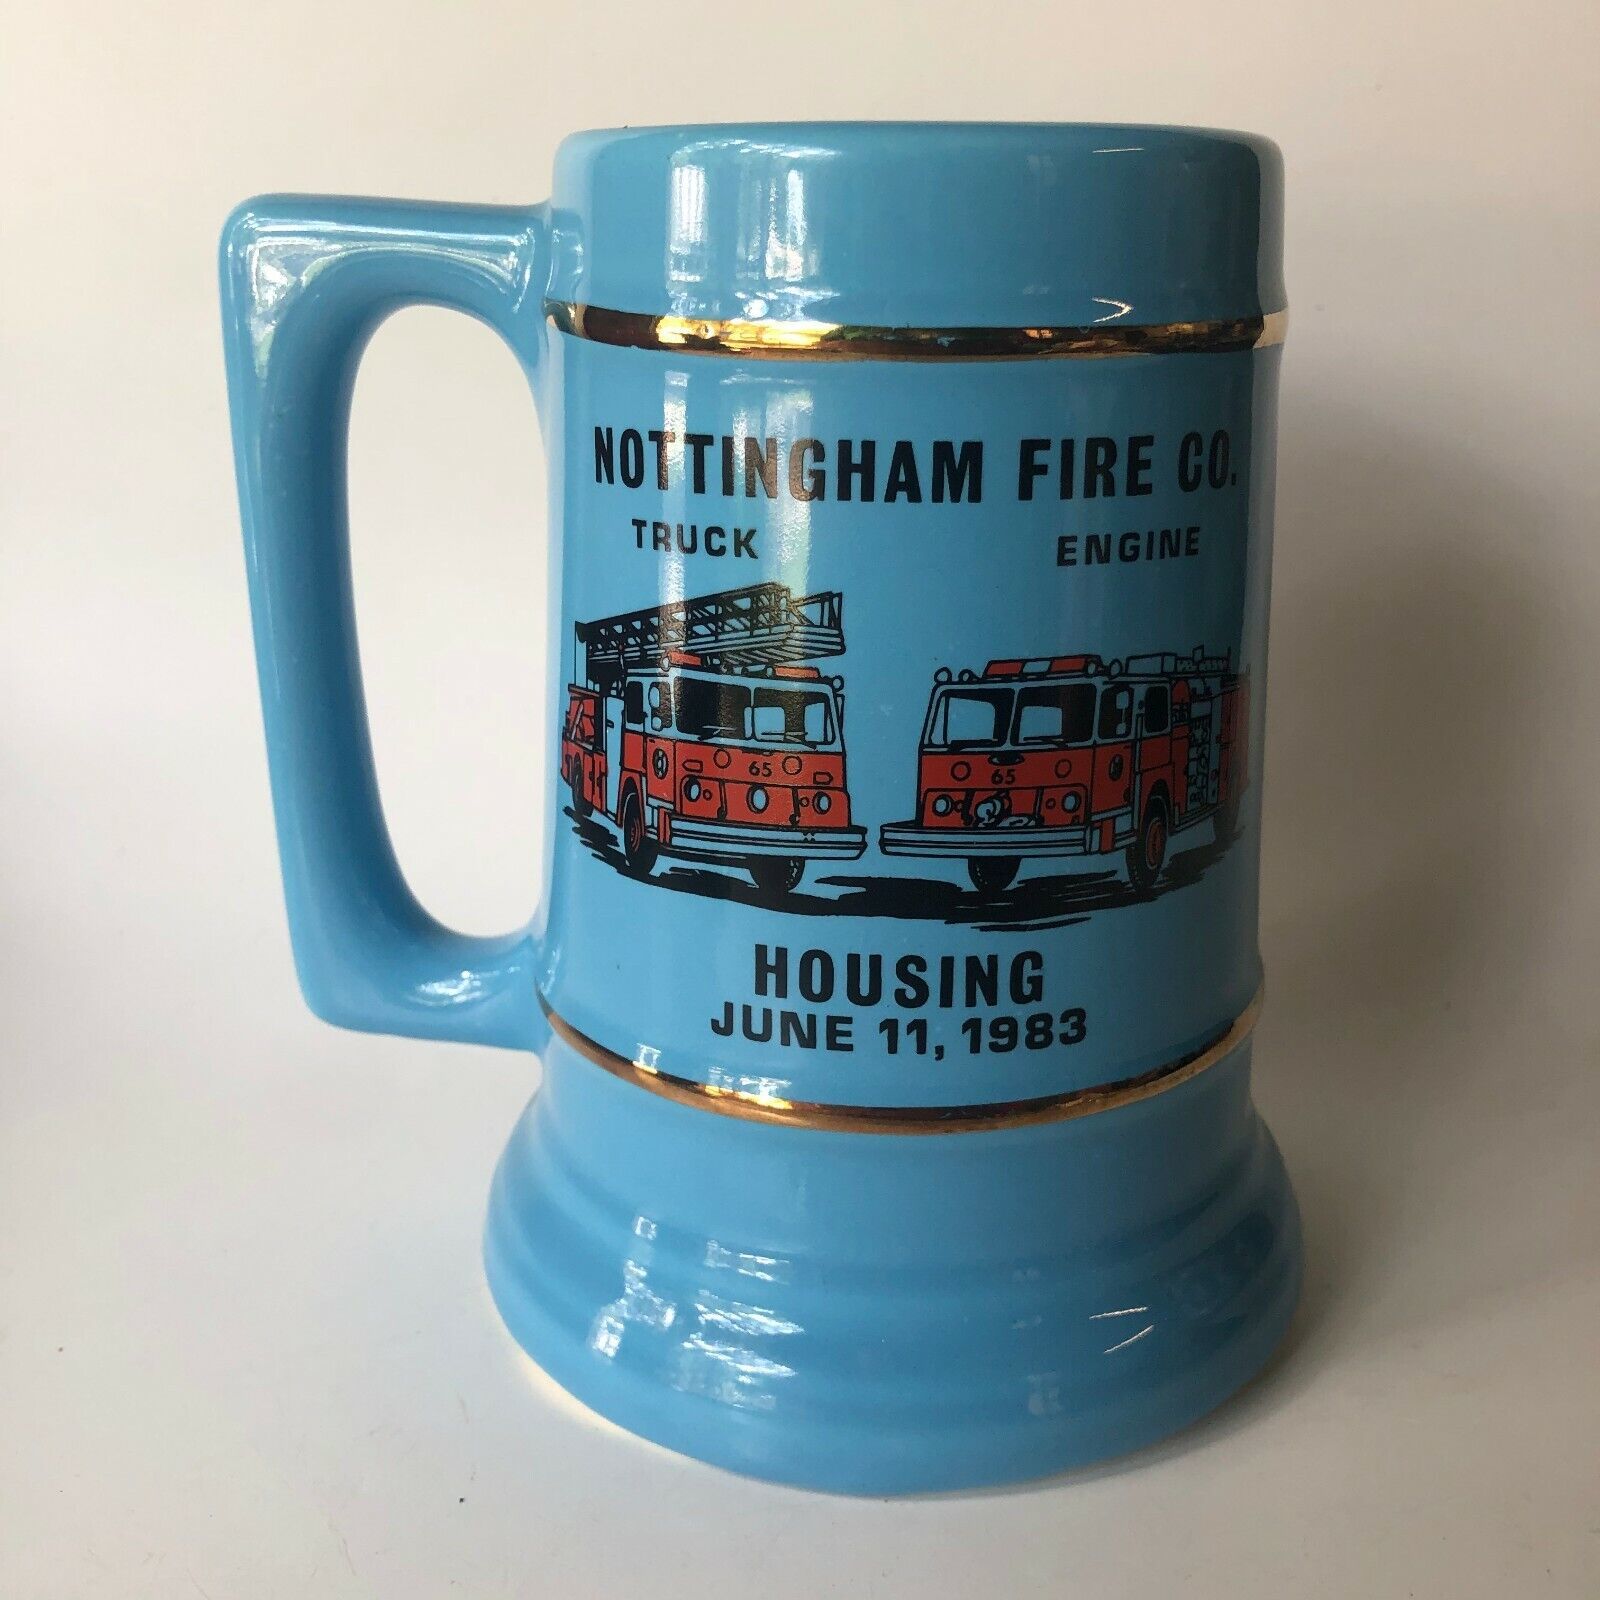 NOTTINGHAM FIRE CO.
TRUCK ENGINE
65 65
HOUSING
JUNE 11, 1983